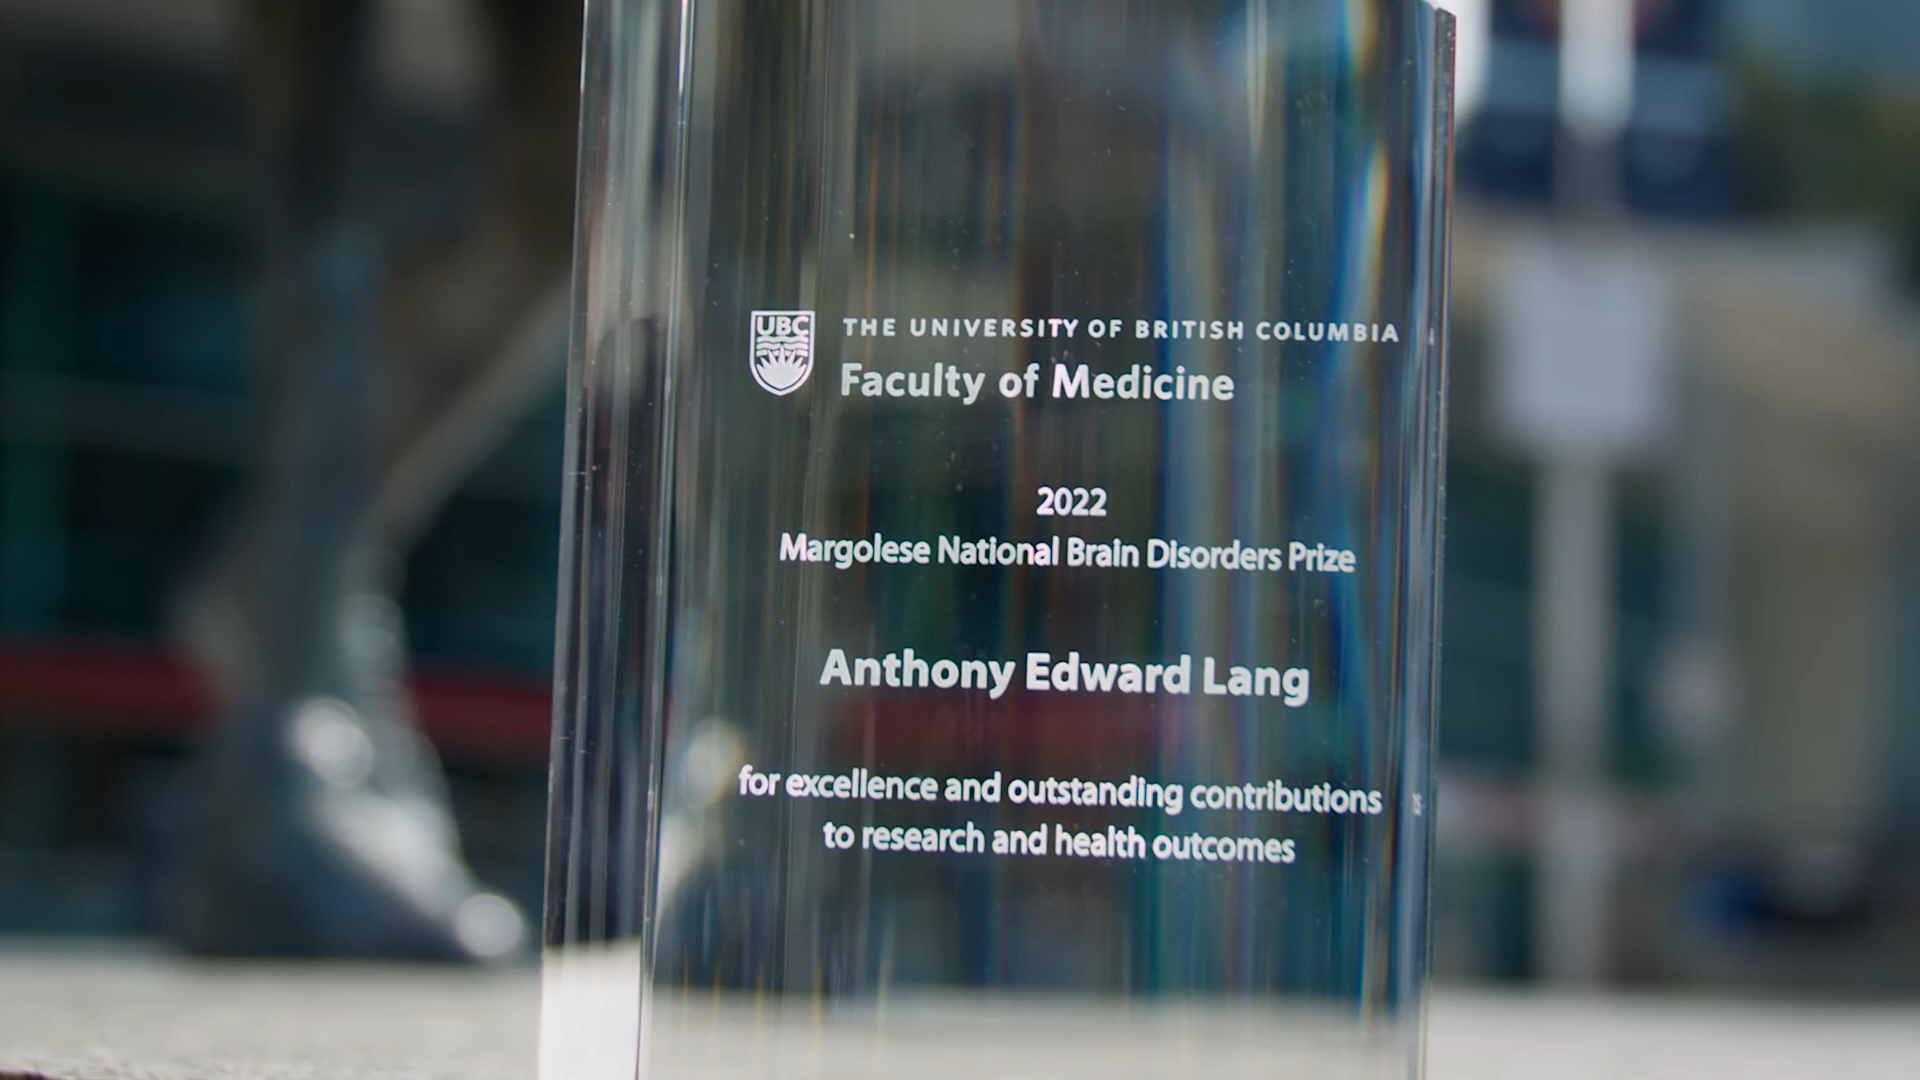 UBC
THE UNIVERSITY OF BRITISH COLUMBIA
Faculty of Medicine
2022
Margolese National Brain Disorders Prize
Anthony Edward Lang
for excellence and outstanding contributions
to research and health outcomes